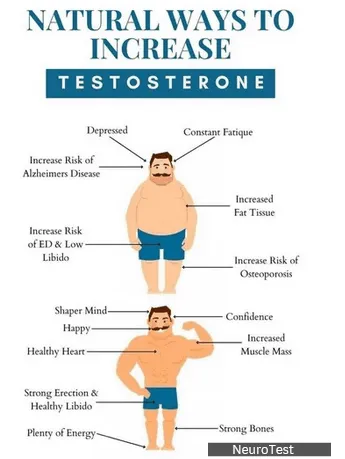 NATURAL WAYS TO
INCREASE
TESTOSTERONE
Depressed
Constant Fatique
Increase Risk of
Alzheimers Disease
Increased
Fat Tissue
Increase Risk
of ED & Low
Libido
Increase Risk of
Osteoporosis
Shaper Mind
Confidence
Happy
Increased
Muscle Mass
Healthy Heart
Strong Erection &
Healthy Libido
Strong Bones
Plenty of Energy
NeuroTest